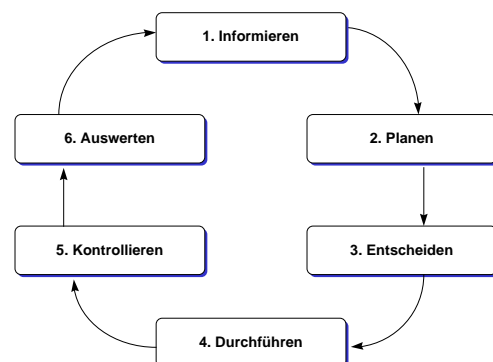 1. Informieren
2. Planen
3. Entscheiden
4. Durchführen
5. Kontrollieren
6. Auswerten